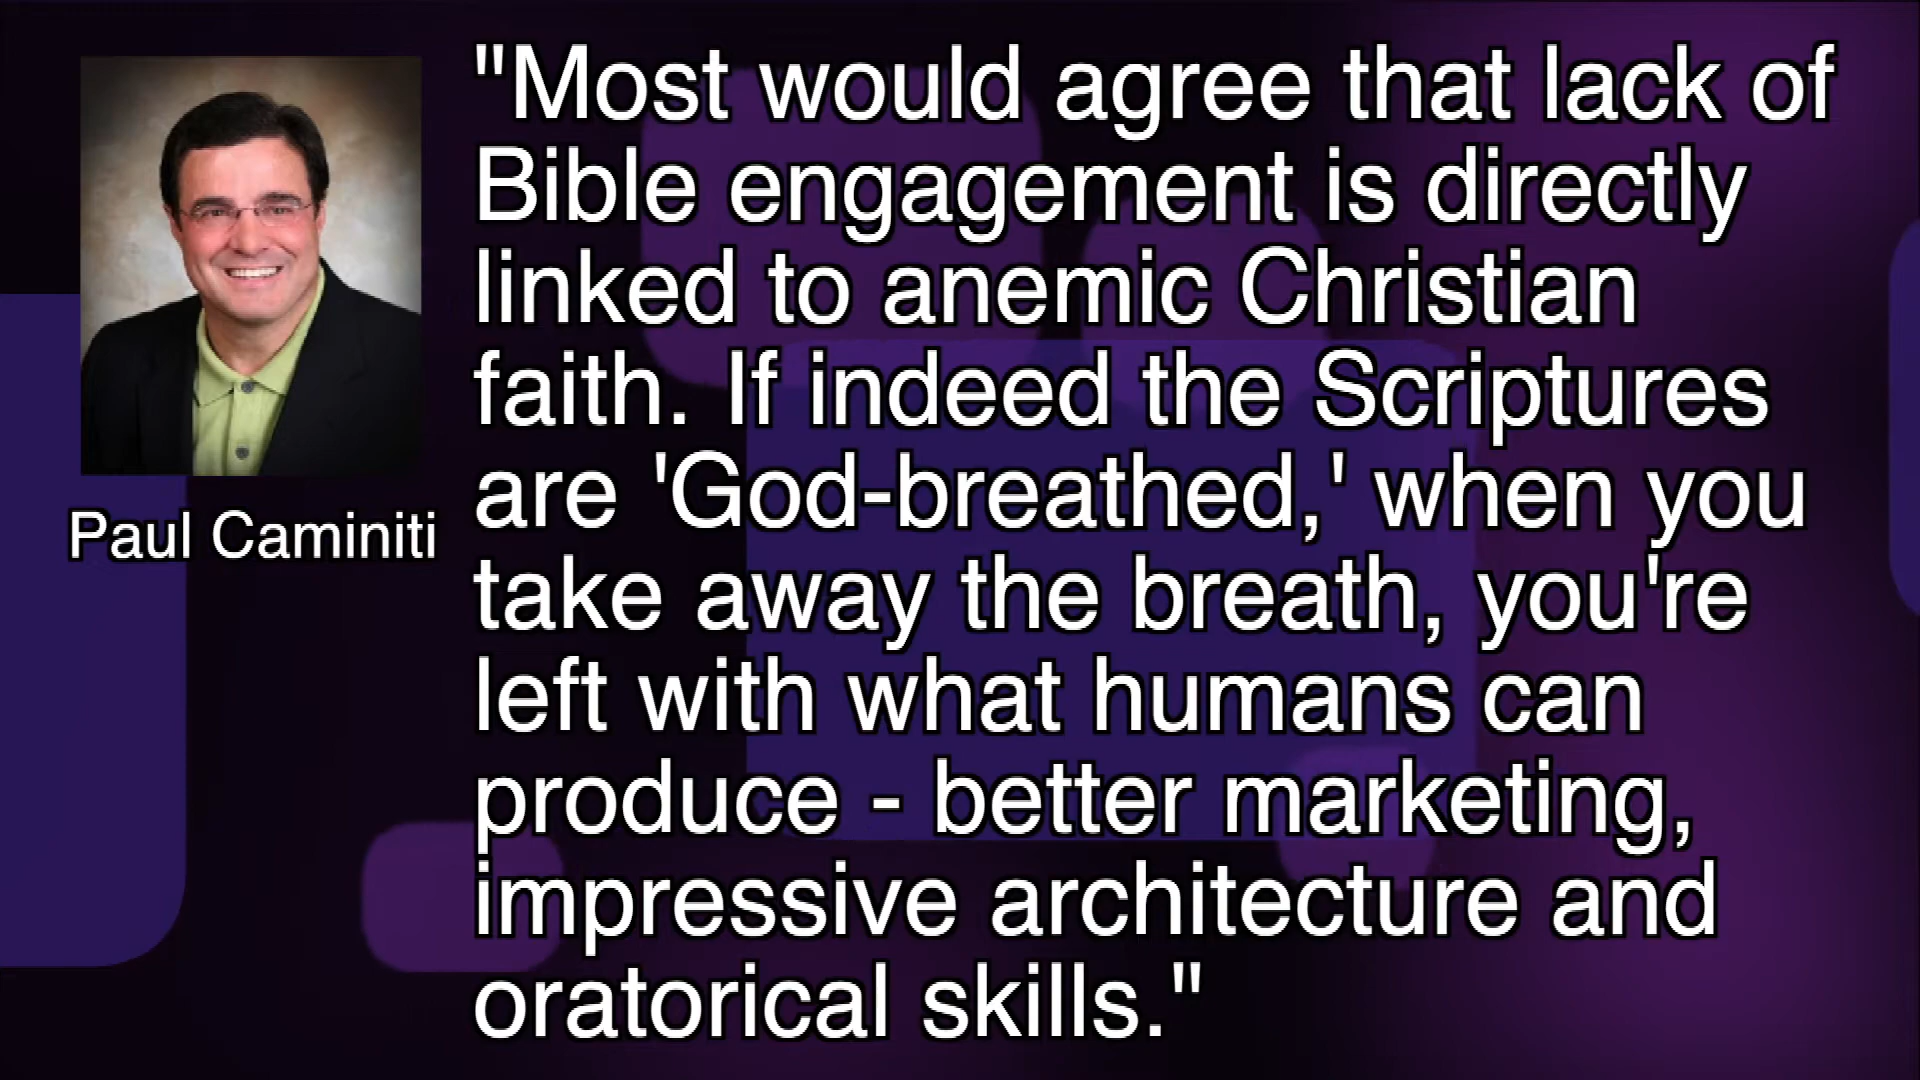 "Most would agree that lack of
Bible engagement is directly
linked to anemic Christian
faith. If indeed the Scriptures
are 'God-breathed,' when you
take away the breath, you're
left with what humans can
produce - better marketing,
impressive architecture and
oratorical skills."
Paul Caminiti